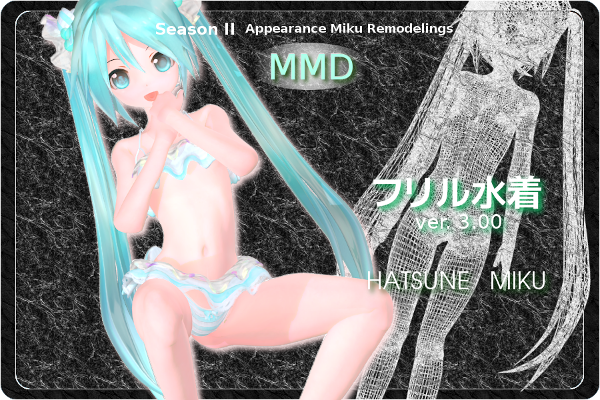 Season II Appearance Miku Remodelings
MMD
フリル水着
ver. 3.00
HATSUNE MIKU